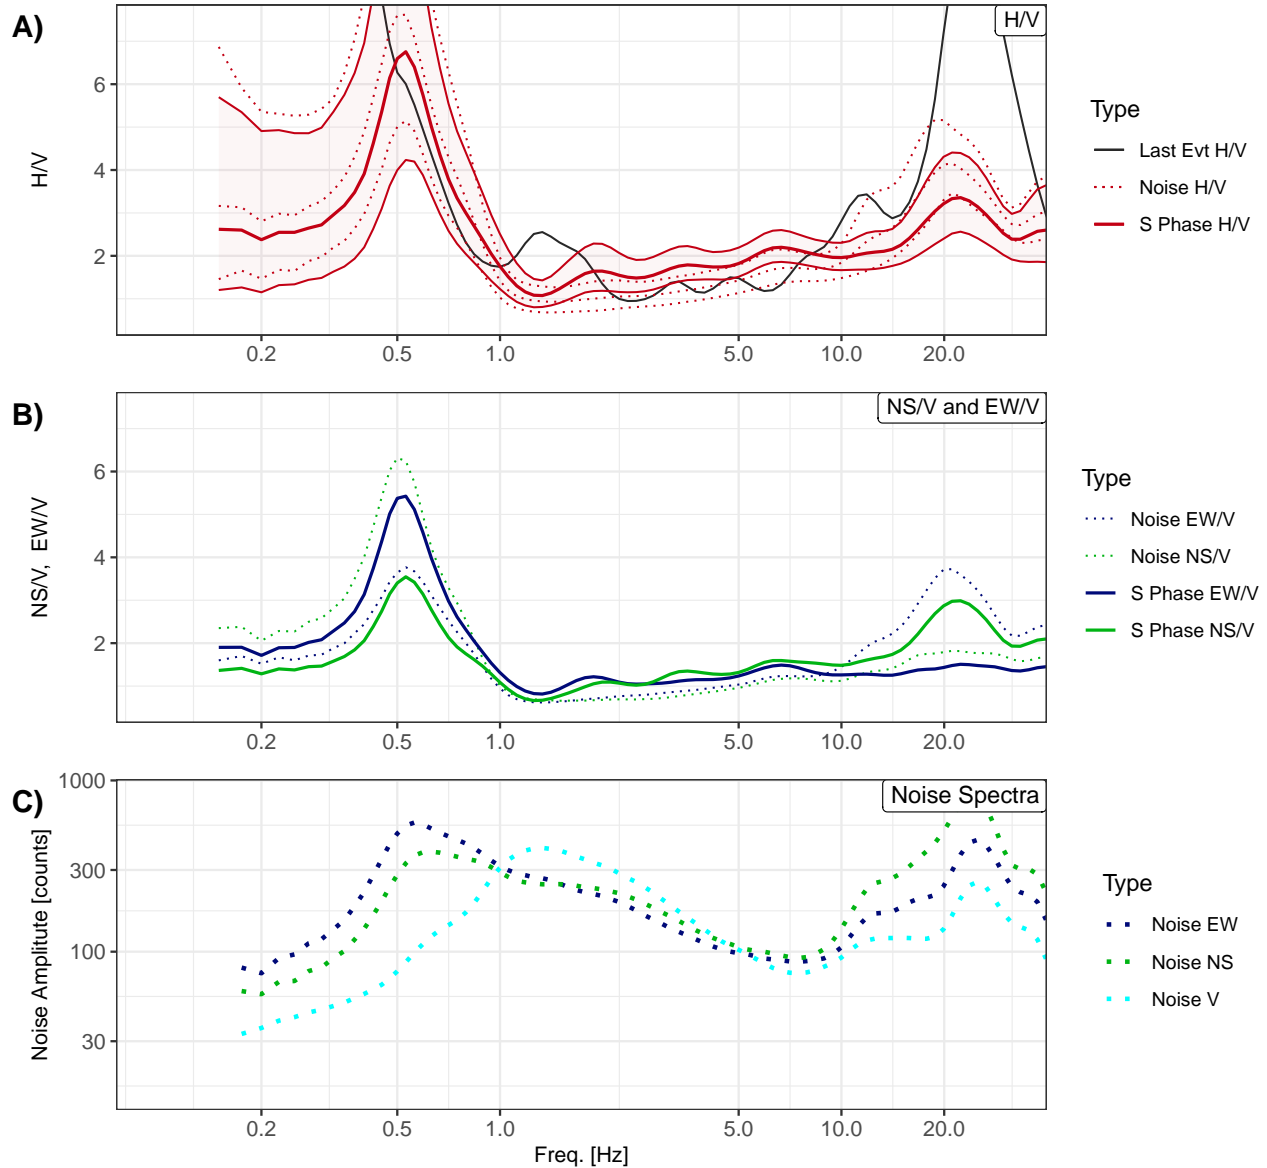 A)
H/V
H/V
6
4
2
0.2 0.5 1.0 5.0 10.0 20.0
Type
Last Evt H/V
Noise H/V
S Phase H/V
B)
NS/V and EW/V
NS/V, EW/V
6
4
2
0.2 0.5 1.0 5.0 10.0 20.0
Type
Noise EW/V
Noise NS/V
S Phase EW/V
S Phase NS/V
C)
Noise Spectra
Noise Amplitute [counts]
1000
300
100
30
0.2 0.5 1.0 5.0 10.0 20.0
Freq. [Hz]
Type
Noise EW
Noise NS
Noise V